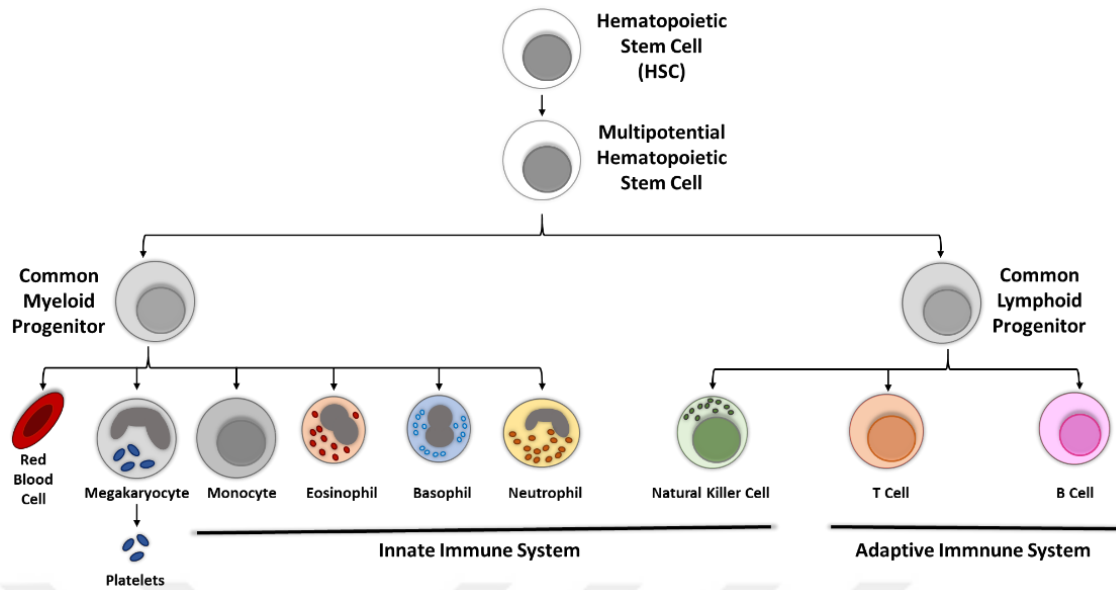 Hematopoietic
Stem Cell
(HSC)
Multipotential
Hematopoietic
Stem Cell
Common
Myeloid
Progenitor
Common
Lymphoid
Progenitor
Red
Blood
Cell
Megakaryocyte
Monocyte
Eosinophil
Basophil
Neutrophil
Natural Killer Cell
T Cell
B Cell
Platelets
Innate Immune System
Adaptive Immnune System